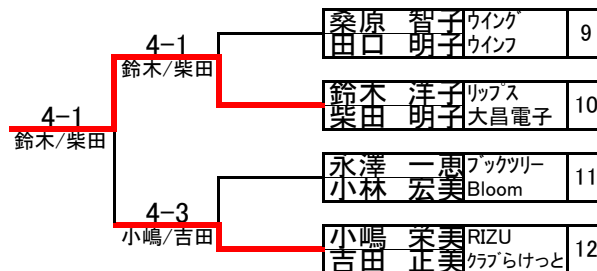 桑原 智子 ウイング 9
田口 明子 ウインフ
4-1
鈴木/柴田
鈴木 洋子 リップス 10
柴田 明子 大昌電子
4-1
鈴木/柴田
永澤 一恵 ブックツリー 11
小林 宏美 Bloom
4-3
小嶋/吉田
小嶋 栄美 RIZU 12
吉田 正美 クラブらけっと